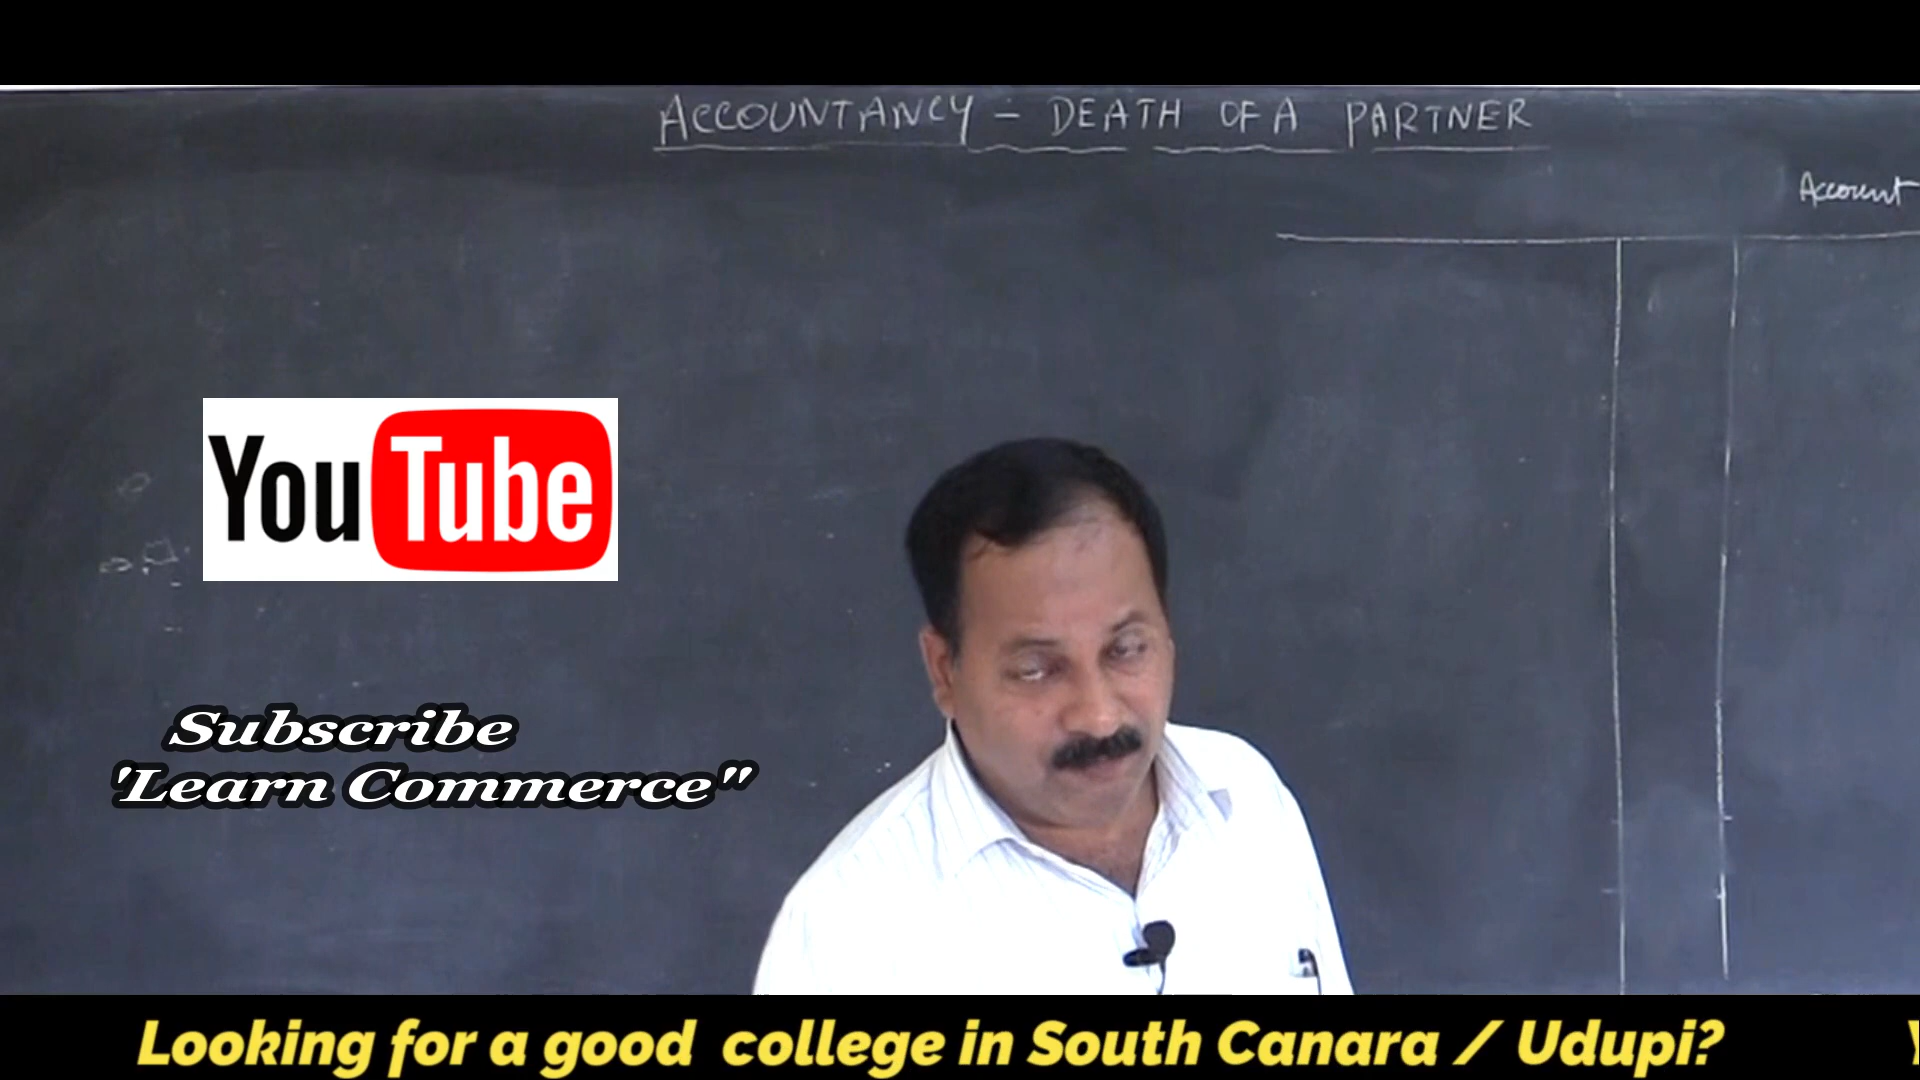 ACCOUNTANCY - DEATH OF A PARTNER
Account
YouTube
Subscribe
'Learn Commerce"
Looking for a good college in South Canara / Udupi?